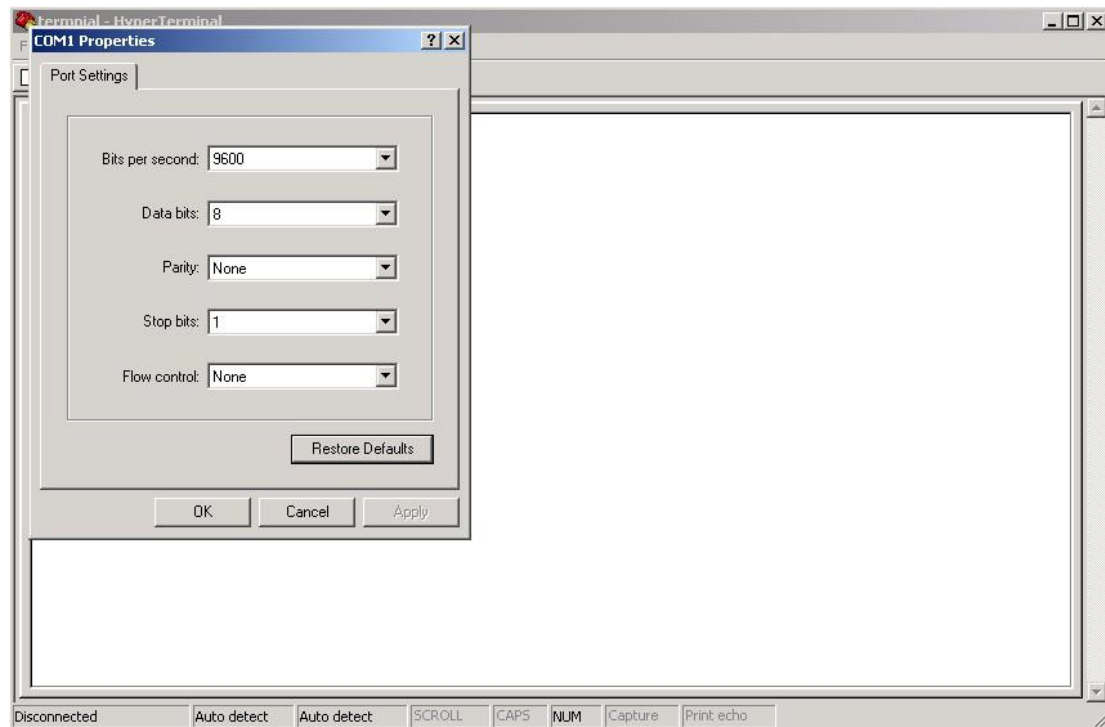 termpial - HyperTerminal
COM1 Properties
F
Port Settings
Bits per second: 9600
Data bits: 8
Parity: None
Stop bits: 1
Flow control: None
Restore Defaults
OK Cancel Apply
Disconnected Auto detect Auto detect SCROLL CAPS NUM Capture Print echo